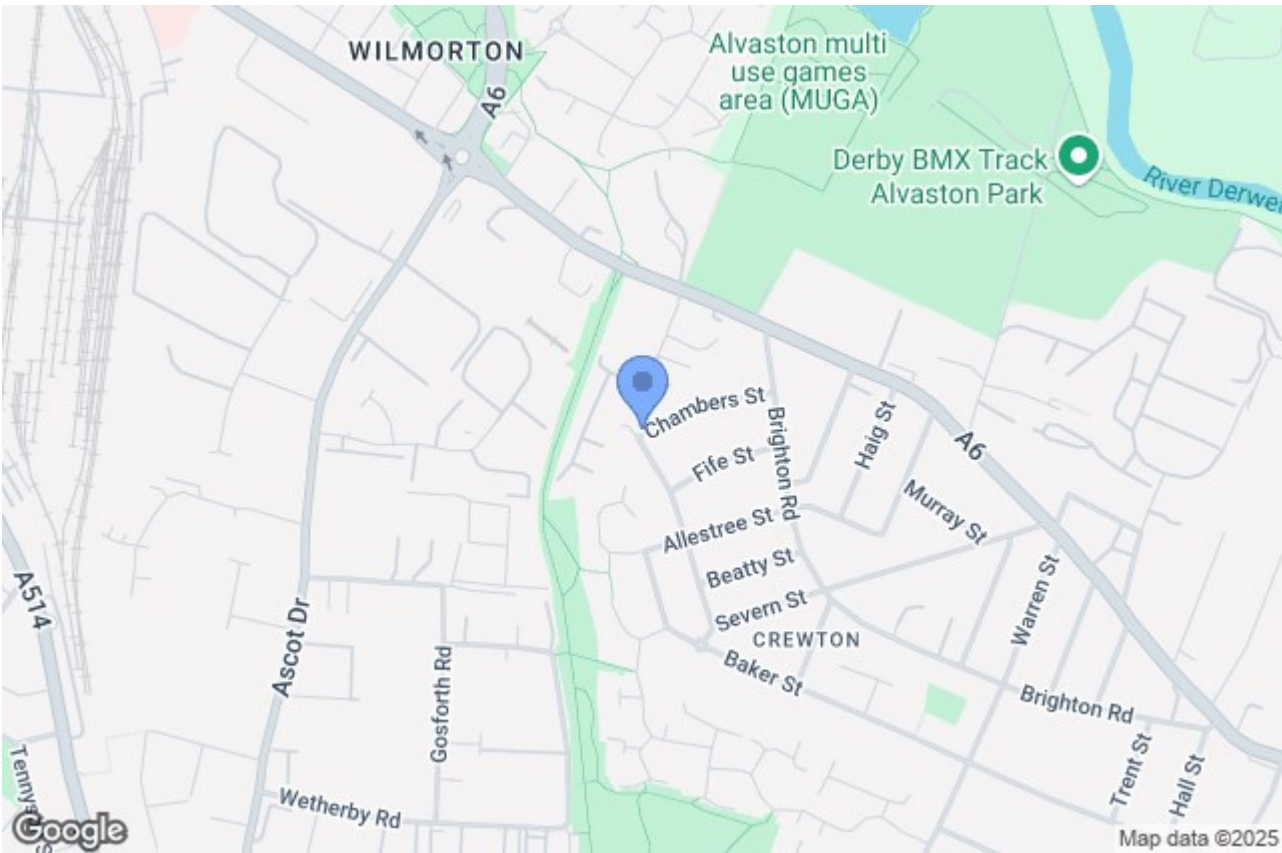 WILMORTON
A6
Alvaston multi
use games
area (MUGA)
Derby BMX Track
Alvaston Park
River Derwen
Chambers St
Brighton Rd
Fife St
Haig St
A6
Murray St
Allestree St
Beatty St
Severn St
Warren St
CREWTON
Baker St
Brighton Rd
Trent St
Hall St
A514
Ascot Dr
Gosforth Rd
Wetherby Rd
Google
Map data ©2025